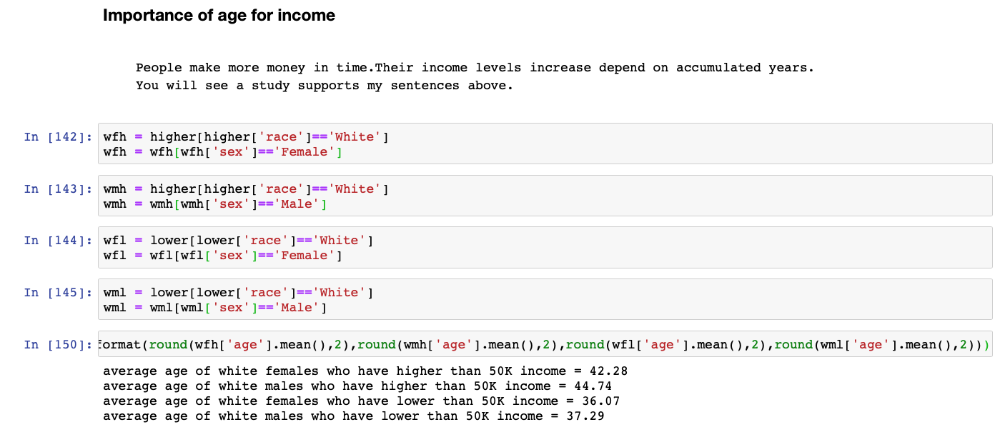 Importance of age for income
People make more money in time.Their income levels increase depend on accumulated years.
You will see a study supports my sentences above.
In [142]: wfh = higher[higher['race']=='White']
wfh = wfh[wfh['sex']=='Female']
In [143]: wmh = higher[higher['race']=='White']
wmh = wmh[wmh['sex']=='Male']
In [144]: wfl = lower[lower['race']=='White']
wfl = wfl[wfl['sex']=='Female']
In [145]: wml = lower[lower['race']=='White']
wml = wml[wml['sex']=='Male']
In [150]: format(round(wfh['age'].mean(),2),round(wmh['age'].mean(),2),round(wfl['age'].mean(),2),round(wml['age'].mean(),2)))
average age of white females who have higher than 50K income = 42.28
average age of white males who have higher than 50K income = 44.74
average age of white females who have lower than 50K income = 36.07
average age of white males who have lower than 50K income = 37.29